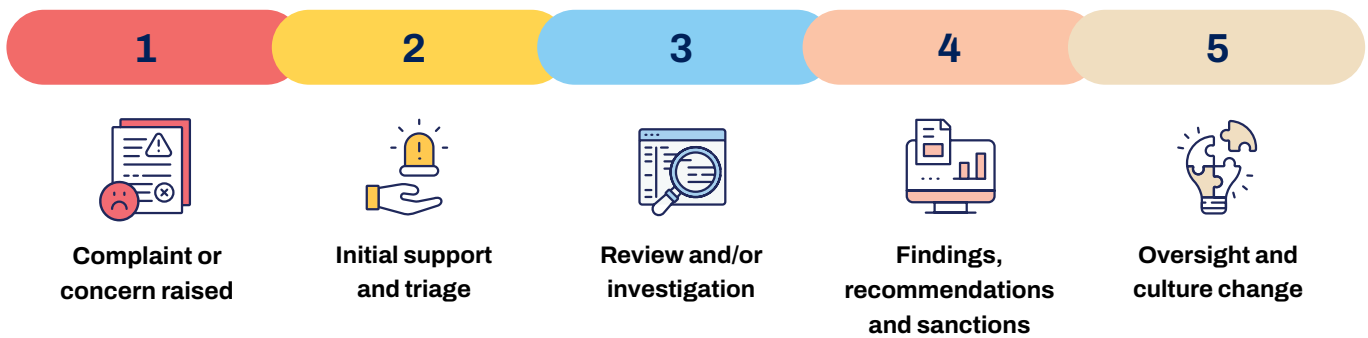 1
2
3
4
5
Complaint or
concern raised
Initial support
and triage
Review and/or
investigation
Findings,
recommendations
and sanctions
Oversight and
culture change